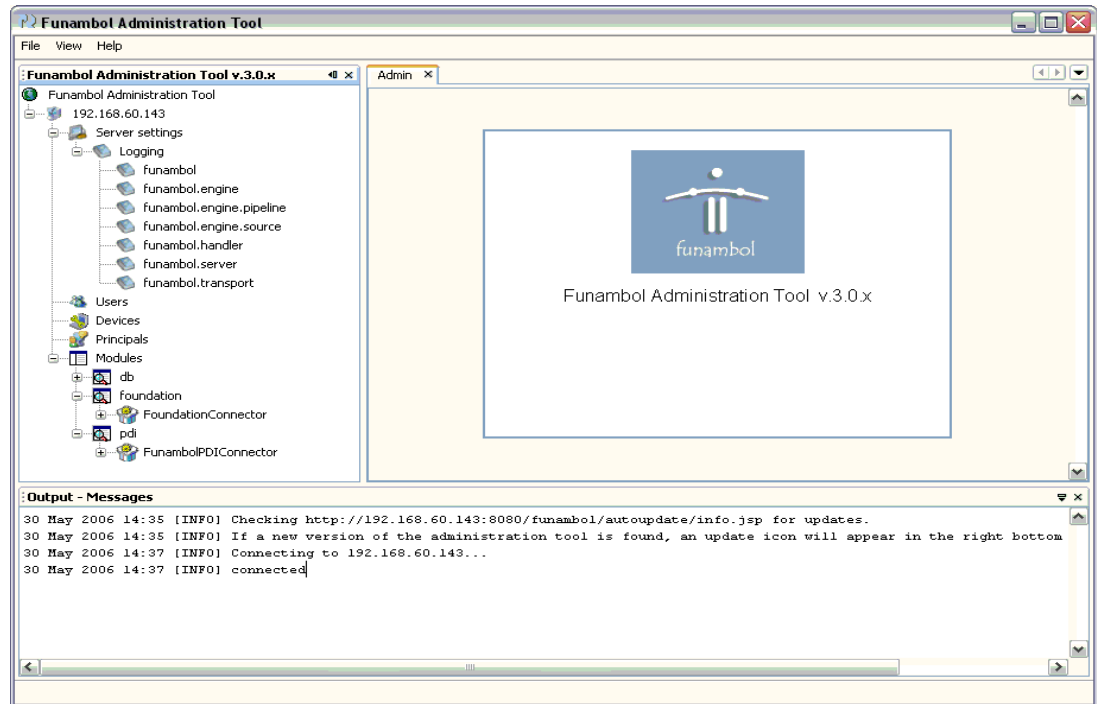 Funambol Administration Tool
File View Help
Funambol Administration Tool v.3.0.x
Funambol Administration Tool
192.168.60.143
Server settings
Logging
funambol
funambol.engine
funambol.engine.pipeline
funambol.engine.source
funambol.handler
funambol.server
funambol.transport
Users
Devices
Principals
Modules
db
foundation
FoundationConnector
pdi
FunambolPDIConnector
Admin
funambol
Funambol Administration Tool v.3.0.x
Output - Messages
30 May 2006 14:35 [INFO] Checking http://192.168.60.143:8080/funambol/autoupdate/info.jsp for updates.
30 May 2006 14:35 [INFO] If a new version of the administration tool is found, an update icon will appear in the right bottom
30 May 2006 14:37 [INFO] Connecting to 192.168.60.143...
30 May 2006 14:37 [INFO] connected